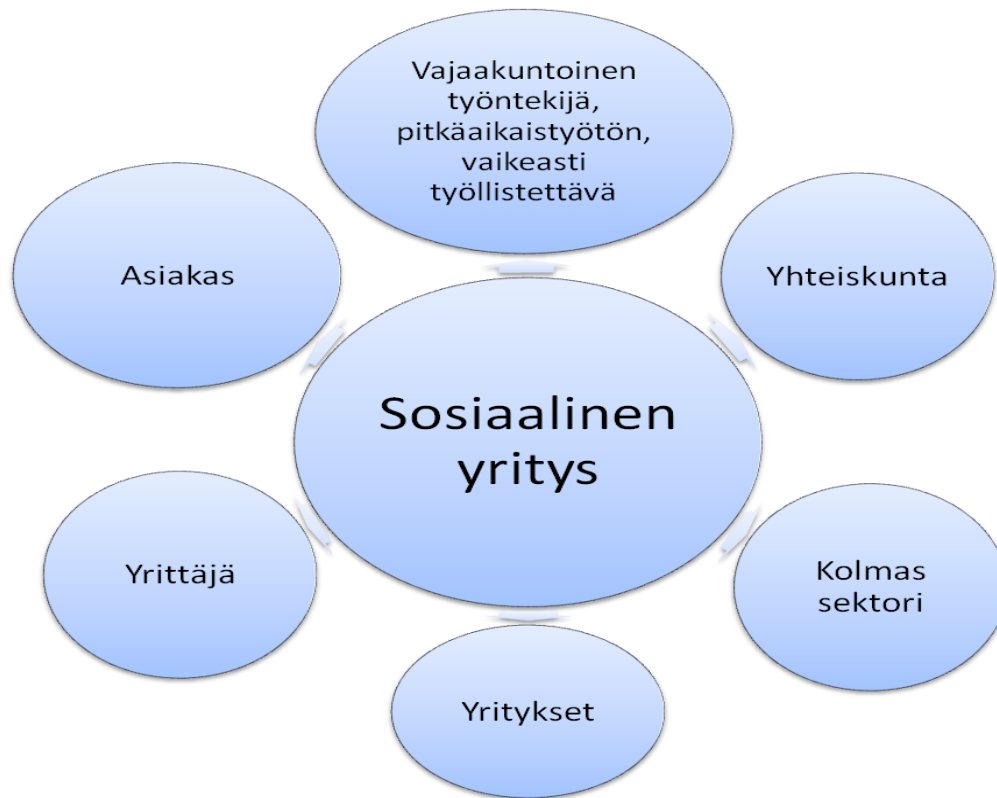 Vajaakuntoinen
työntekijä,
pitkäaikaistyötön,
vaikeasti
työllistettävä
Asiakas
Yhteiskunta
Sosiaalinen
yritys
Yrittäjä
Kolmas
sektori
Yritykset